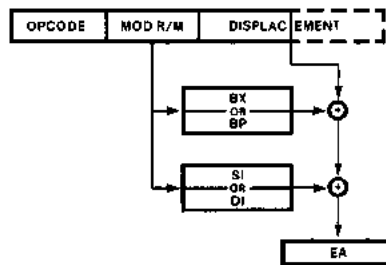 OPCODE MOD R/M DISPLACEMENT
BX
OR
BP
+
SI
OR
DI
+
EA